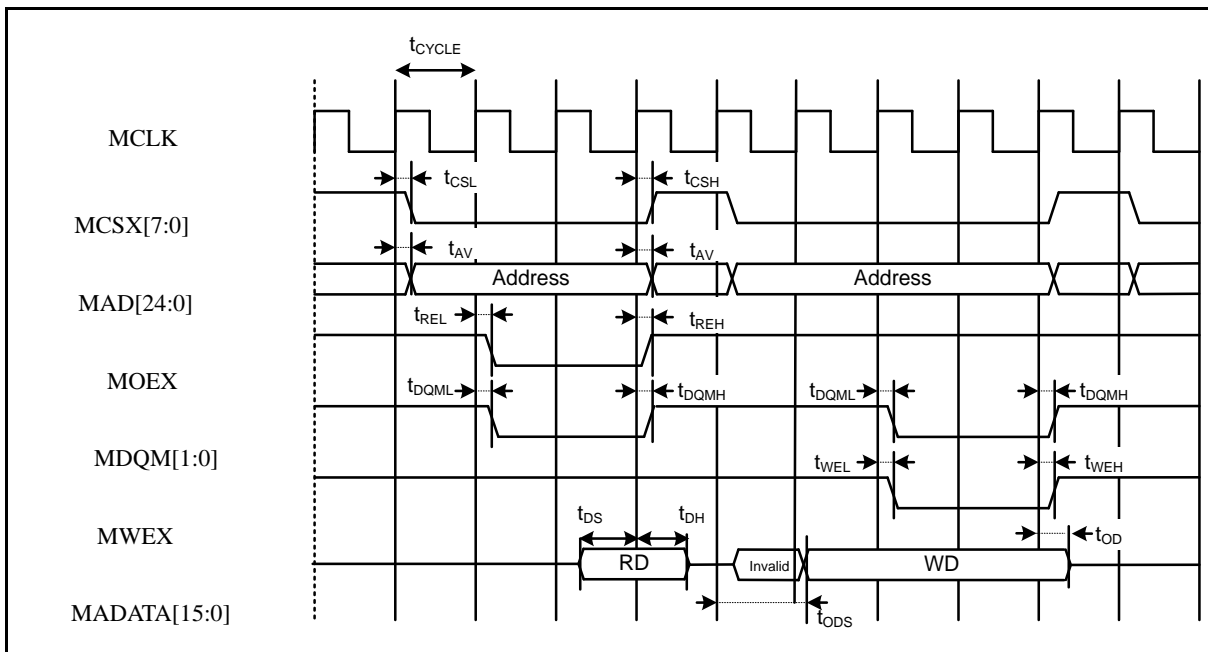 tCYCLE
MCLK
tCSL
tCSH
MCSX[7:0]
tAV
tAV
Address
Address
MAD[24:0]
tREL
tREH
MOEX
tDQML
tDQMH
tDQML
tDQMH
MDQM[1:0]
tWEL
tWEH
MWEX
tDS
tDH
tOD
RD
Invalid
WD
MADATA[15:0]
tODS